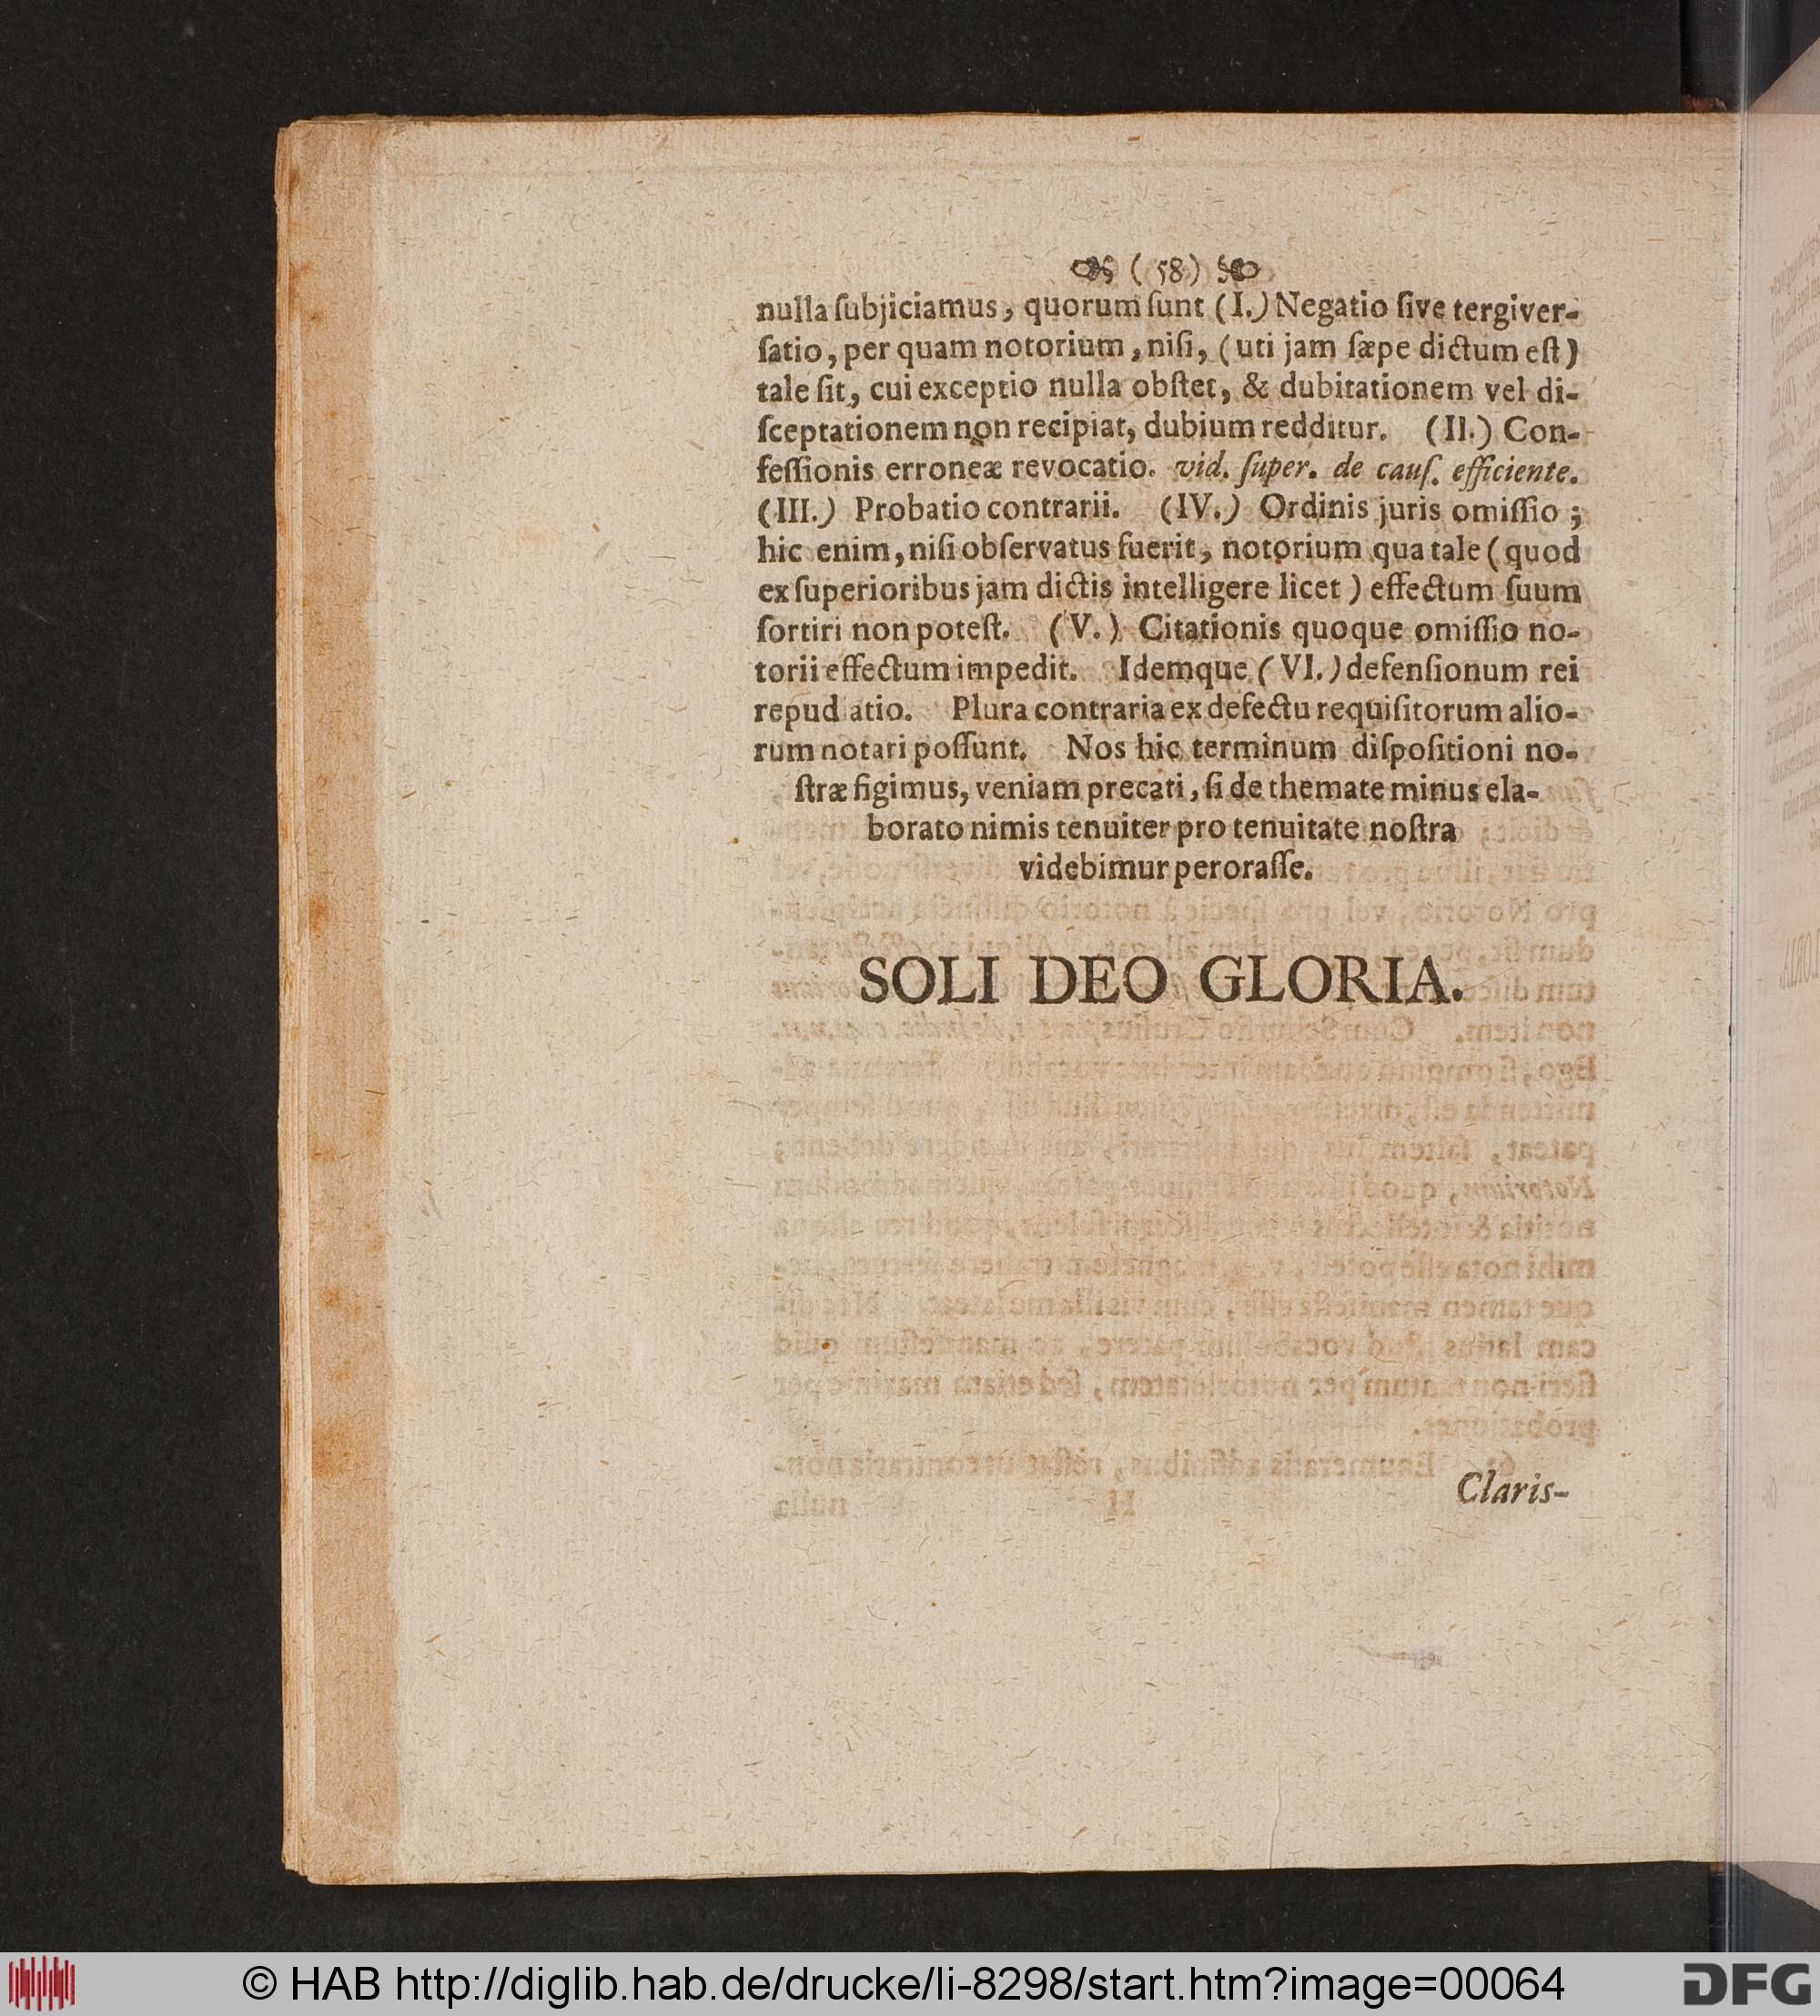 ( 58 )
nulla ſubjiciamus, quorum ſunt (I.) Negatio ſive tergiver-
ſatio, per quam notorium, niſi, (uti jam ſæpe dictum eſt)
tale ſit, cui exceptio nulla obſtet, & dubitationem vel di-
ſceptationem non recipiat, dubium redditur. (II.) Con-
feſſionis erroneæ revocatio. vid. ſuper. de cauſ. efficiente.
(III.) Probatio contrarii. (IV.) Ordinis juris omiſſio;
hic enim, niſi obſervatus fuerit, notorium qua tale (quod
ex ſuperioribus jam dictis intelligere licet) effectum ſuum
ſortiri non poteſt. (V.) Citationis quoque omiſſio no-
torii effectum impedit. Idemque (VI.) defenſionum rei
repud atio. Plura contraria ex defectu requiſitorum alio-
rum notari poſſunt. Nos hic terminum diſpoſitioni no-
ſtræ figimus, veniam precati, ſi de themate minus ela-
borato nimis tenuiter pro tenuitate noſtra
videbimur peroraſſe.
SOLI DEO GLORIA.
Claris-
© HAB http://diglib.hab.de/drucke/li-8298/start.htm?image=00064
DFG